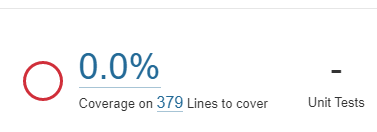 0.0%
-
Coverage on 379 Lines to cover
Unit Tests